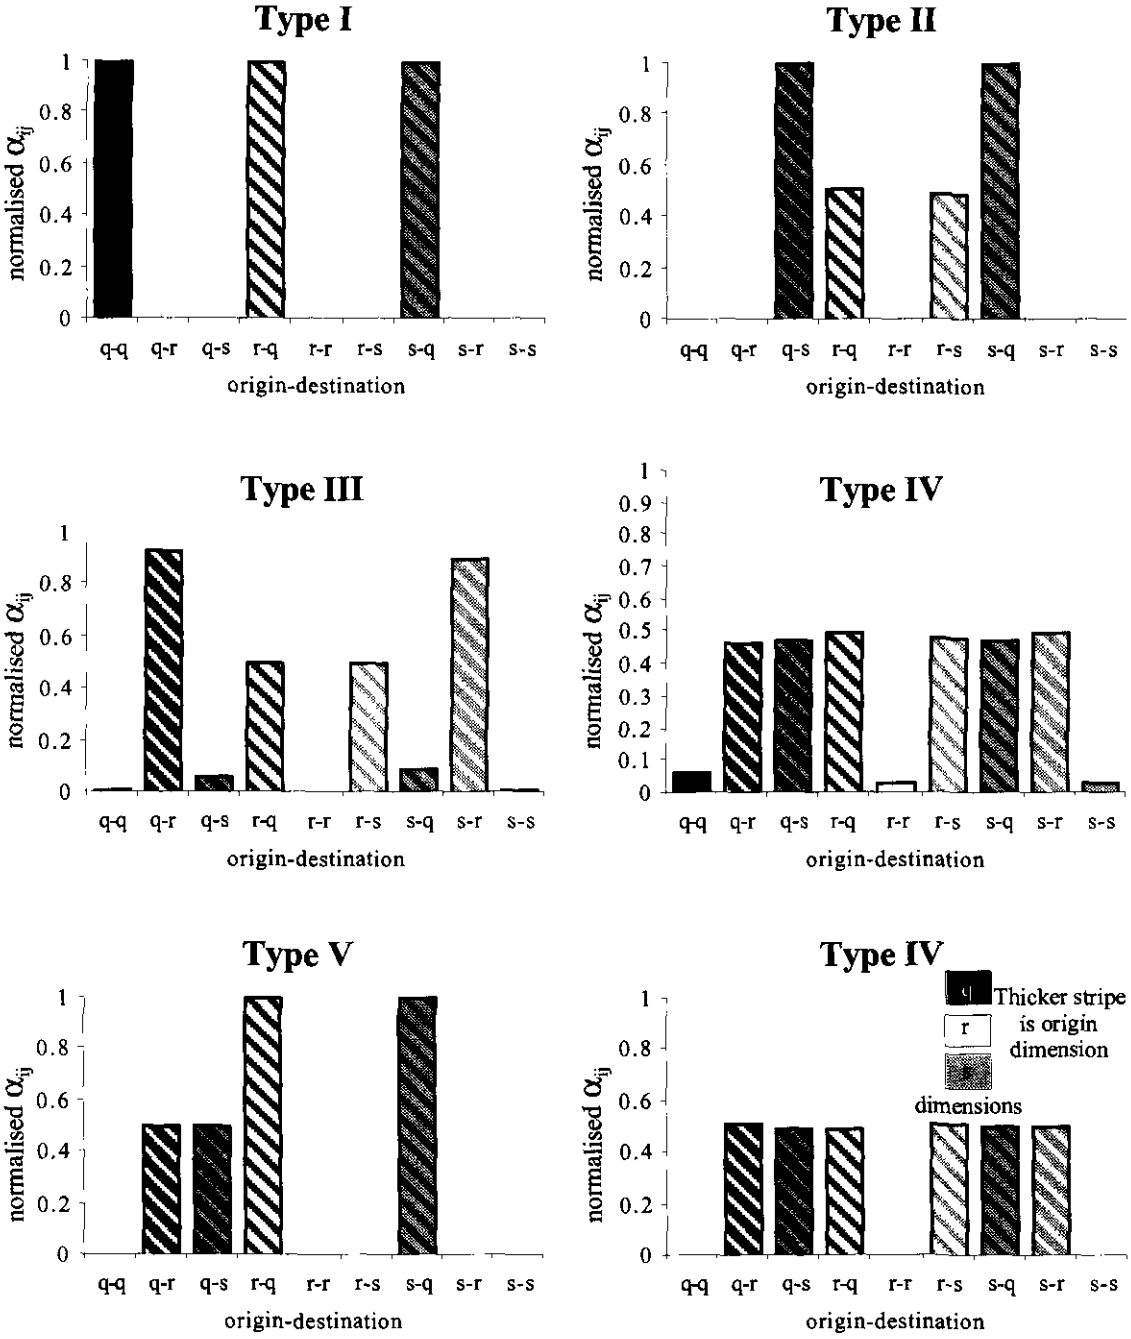 Type I
normalised αij
1
0.8
0.6
0.4
0.2
0
q-q q-r q-s r-q r-r r-s s-q s-r s-s
origin-destination
Type II
normalised αij
1
0.8
0.6
0.4
0.2
0
q-q q-r q-s r-q r-r r-s s-q s-r s-s
origin-destination
Type III
normalised αij
1
0.8
0.6
0.4
0.2
0
q-q q-r q-s r-q r-r r-s s-q s-r s-s
origin-destination
Type IV
normalised αij
1
0.9
0.8
0.7
0.6
0.5
0.4
0.3
0.2
0.1
0
q-q q-r q-s r-q r-r r-s s-q s-r s-s
origin-destination
Type V
normalised αij
1
0.8
0.6
0.4
0.2
0
q-q q-r q-s r-q r-r r-s s-q s-r s-s
origin-destination
Type IV
normalised αij
1
0.8
0.6
0.4
0.2
0
q
r
s
Thicker stripe
is origin
dimension
dimensions
q-q q-r q-s r-q r-r r-s s-q s-r s-s
origin-destination